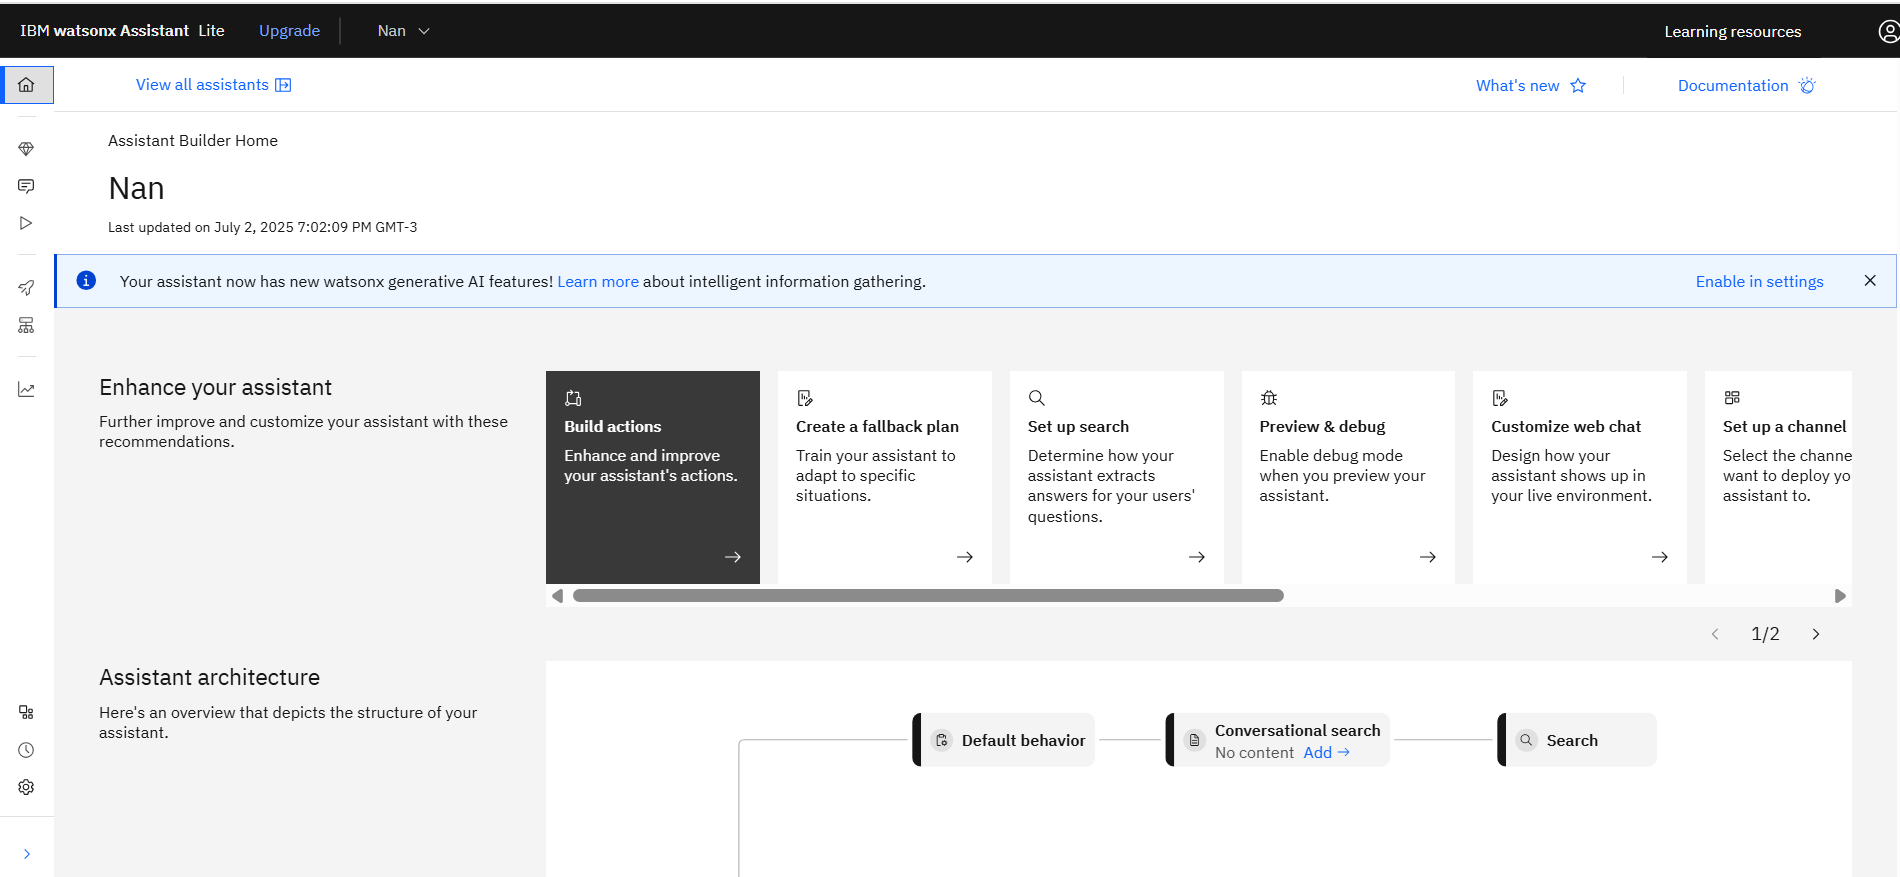 IBM watsonx Assistant Lite Upgrade Nan Learning resources
View all assistants What's new Documentation
Assistant Builder Home
Nan
Last updated on July 2, 2025 7:02:09 PM GMT-3
Your assistant now has new watsonx generative AI features! Learn more about intelligent information gathering. Enable in settings
Enhance your assistant
Further improve and customize your assistant with these
recommendations.
Build actions
Enhance and improve
your assistant's actions.
Create a fallback plan
Train your assistant to
adapt to specific
situations.
Set up search
Determine how your
assistant extracts
answers for your users'
questions.
Preview & debug
Enable debug mode
when you preview your
assistant.
Customize web chat
Design how your
assistant shows up in
your live environment.
Set up a channel
Select the channe
want to deploy yo
assistant to.
1/2
Assistant architecture
Here's an overview that depicts the structure of your
assistant.
Default behavior
Conversational search
No content Add
Search